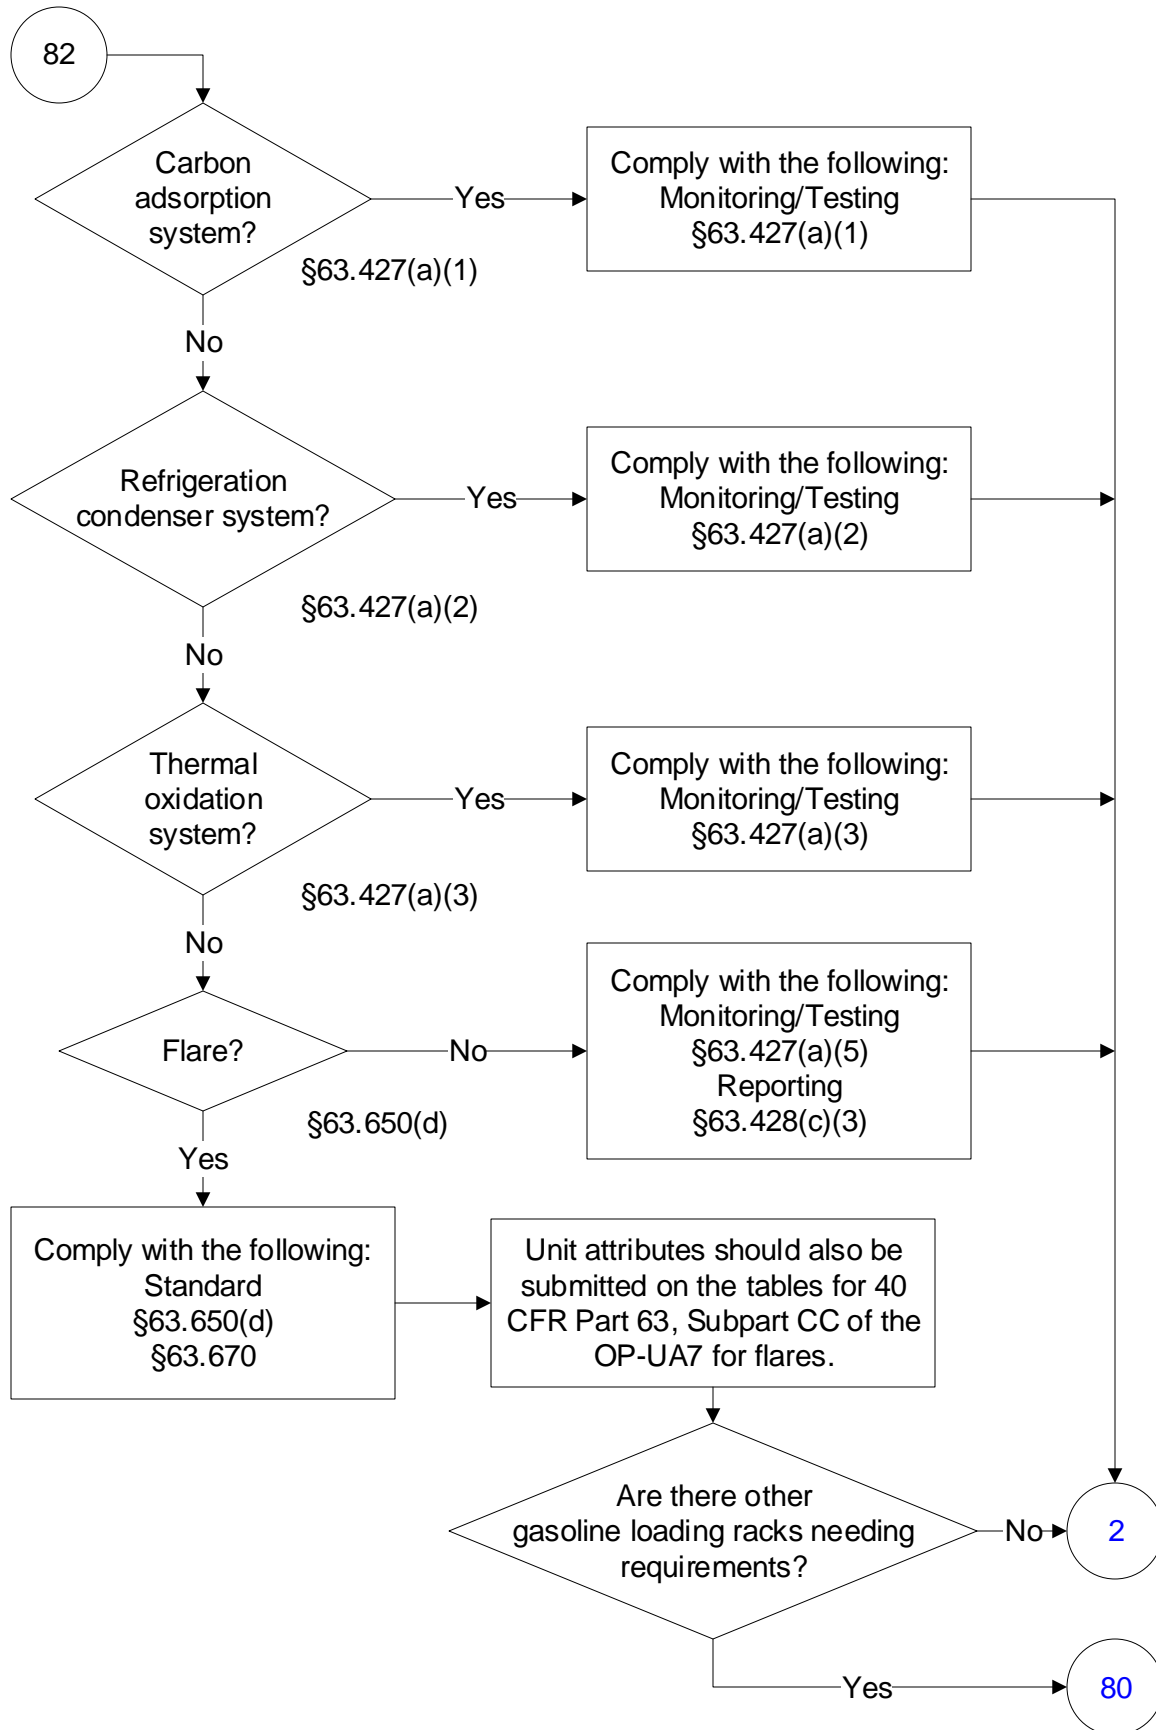 82
Carbon
adsorption
system?
Yes
Comply with the following:
Monitoring/Testing
§63.427(a)(1)
§63.427(a)(1)
No
Refrigeration
condenser system?
Yes
Comply with the following:
Monitoring/Testing
§63.427(a)(2)
§63.427(a)(2)
No
Thermal
oxidation
system?
Yes
Comply with the following:
Monitoring/Testing
§63.427(a)(3)
§63.427(a)(3)
No
Flare?
No
Comply with the following:
Monitoring/Testing
§63.427(a)(5)
Reporting
§63.428(c)(3)
§63.650(d)
Yes
Comply with the following:
Standard
§63.650(d)
§63.670
Unit attributes should also be
submitted on the tables for 40
CFR Part 63, Subpart CC of the
OP-UA7 for flares.
Are there other
gasoline loading racks needing
requirements?
No
2
Yes
80